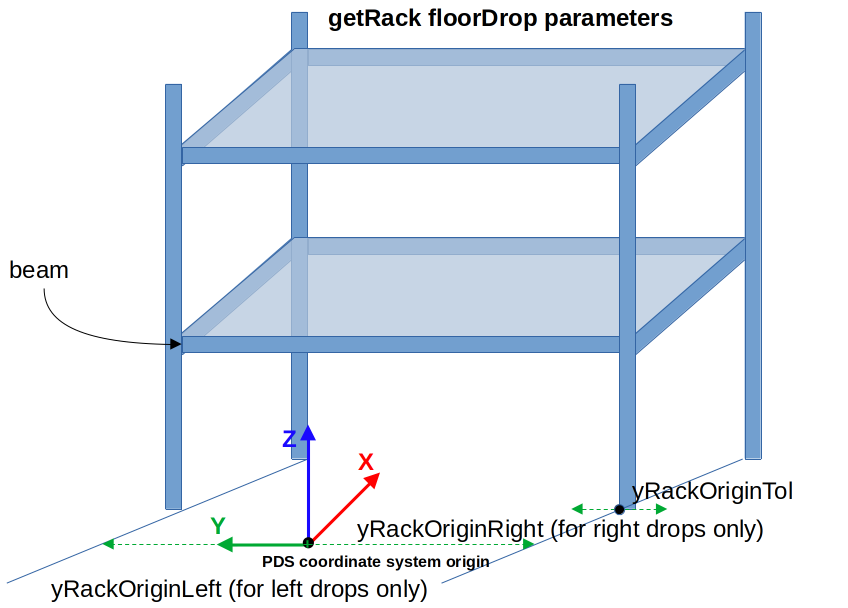 getRack floorDrop parameters
beam
Z
X
yRackOriginTol
Y
yRackOriginRight (for right drops only)
PDS coordinate system origin
yRackOriginLeft (for left drops only)